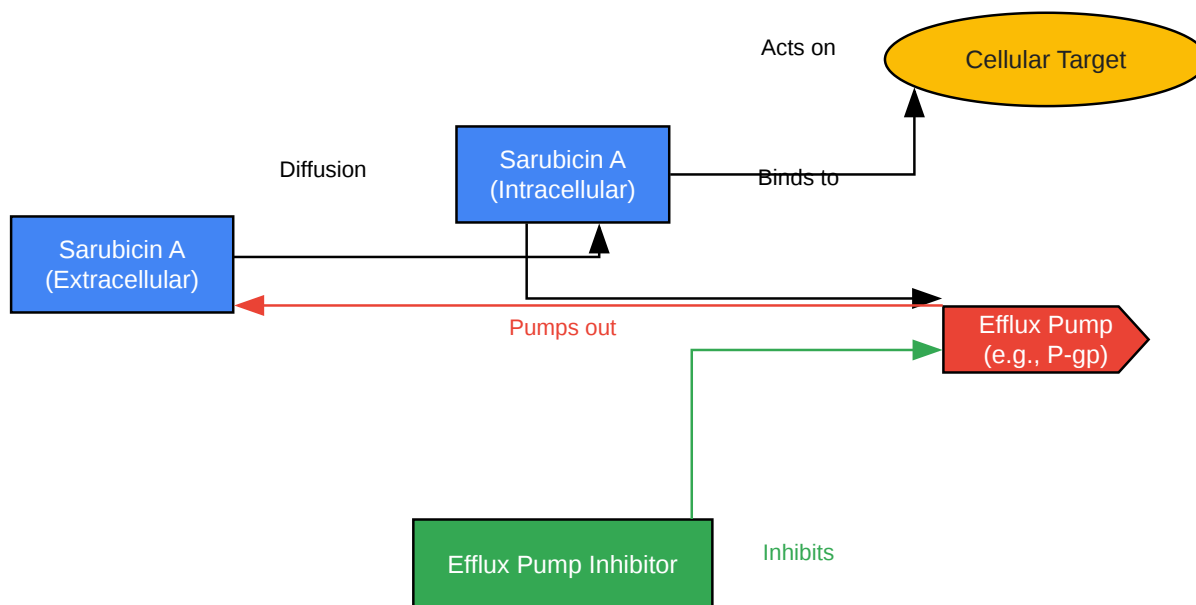 Acts on
Cellular Target
Sarubicin A
(Intracellular)
Diffusion
Binds to
Sarubicin A
(Extracellular)
Pumps out
Efflux Pump
(e.g., P-gp)
Inhibits
Efflux Pump Inhibitor